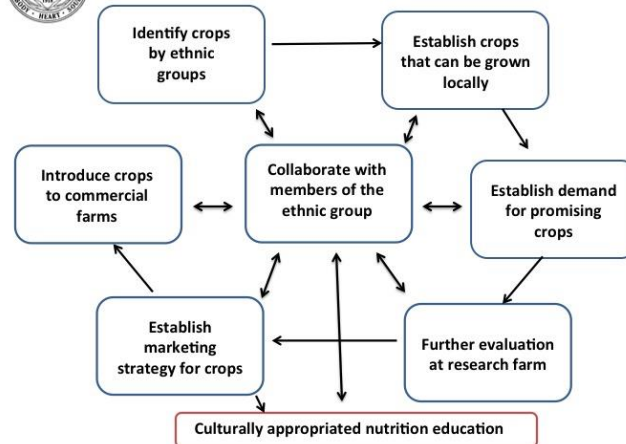 Identify crops
by ethnic
groups
Establish crops
that can be grown
locally
Introduce crops
to commercial
farms
Collaborate with
members of the
ethnic group
Establish demand
for promising
crops
Establish
marketing
strategy for crops
Further evaluation
at research farm
Culturally appropriated nutrition education